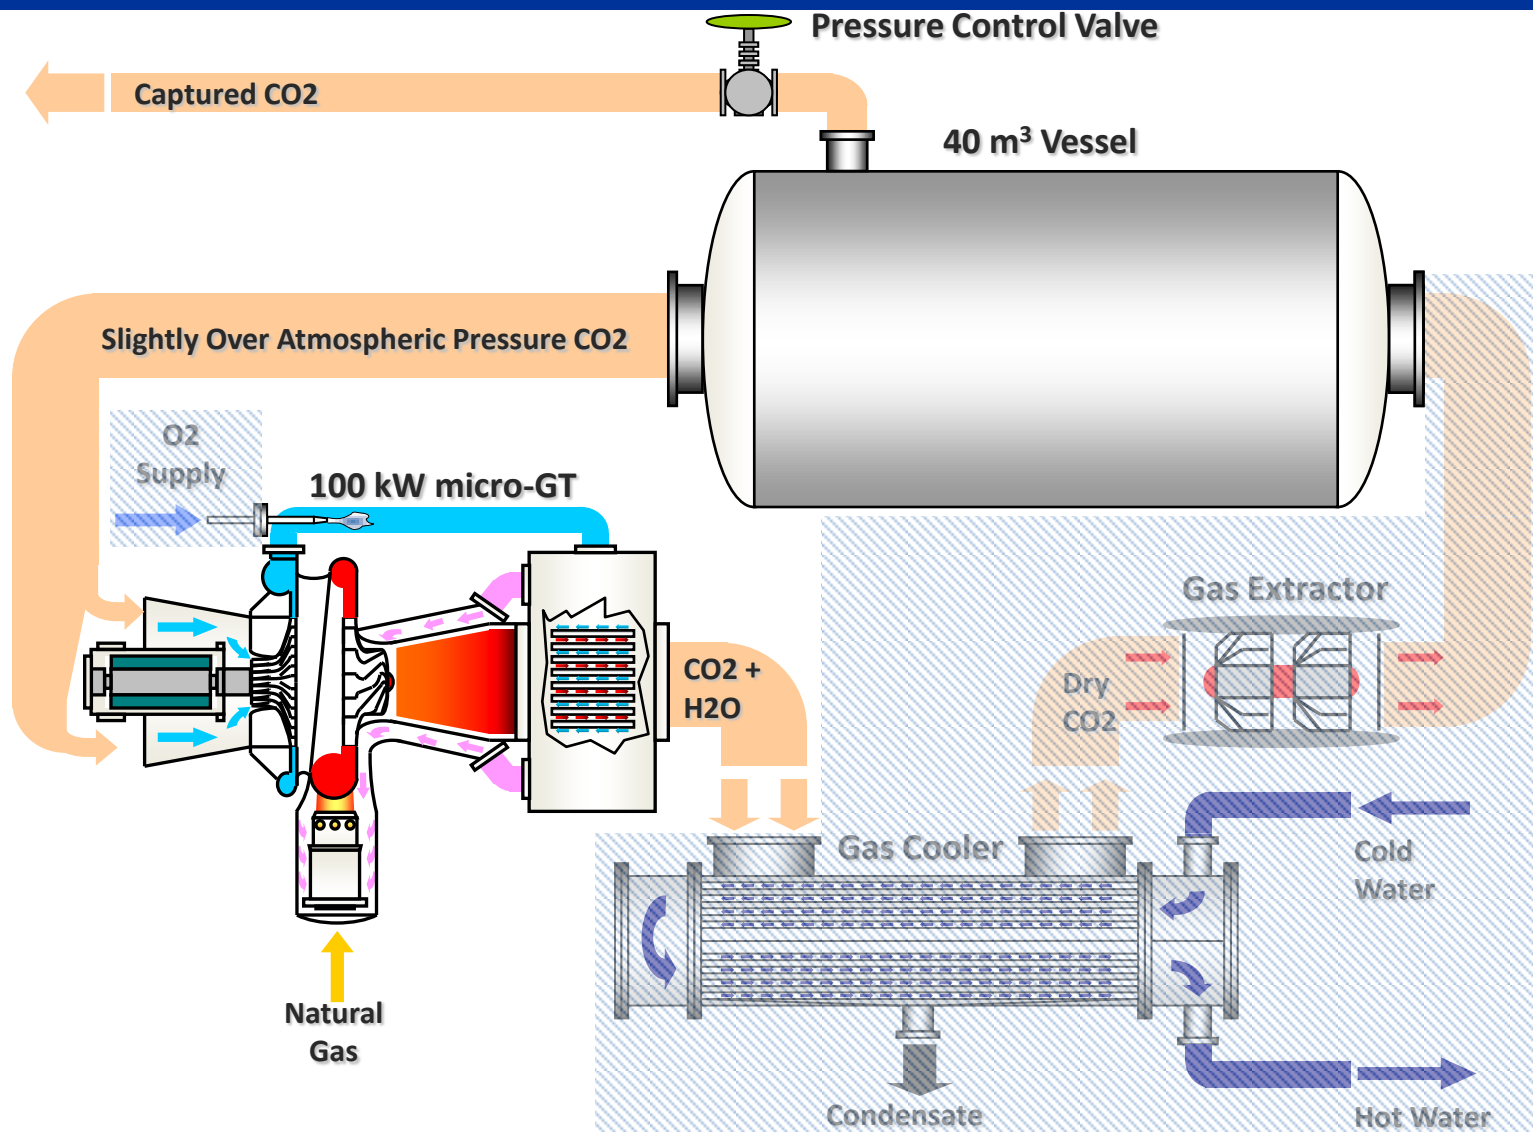 Pressure Control Valve
Captured CO2
40 m³ Vessel
Slightly Over Atmospheric Pressure CO2
O2
Supply
100 kW micro-GT
Gas Extractor
CO2 +
H2O
Dry
CO2
Gas Cooler
Cold
Water
Natural
Gas
Condensate
Hot Water